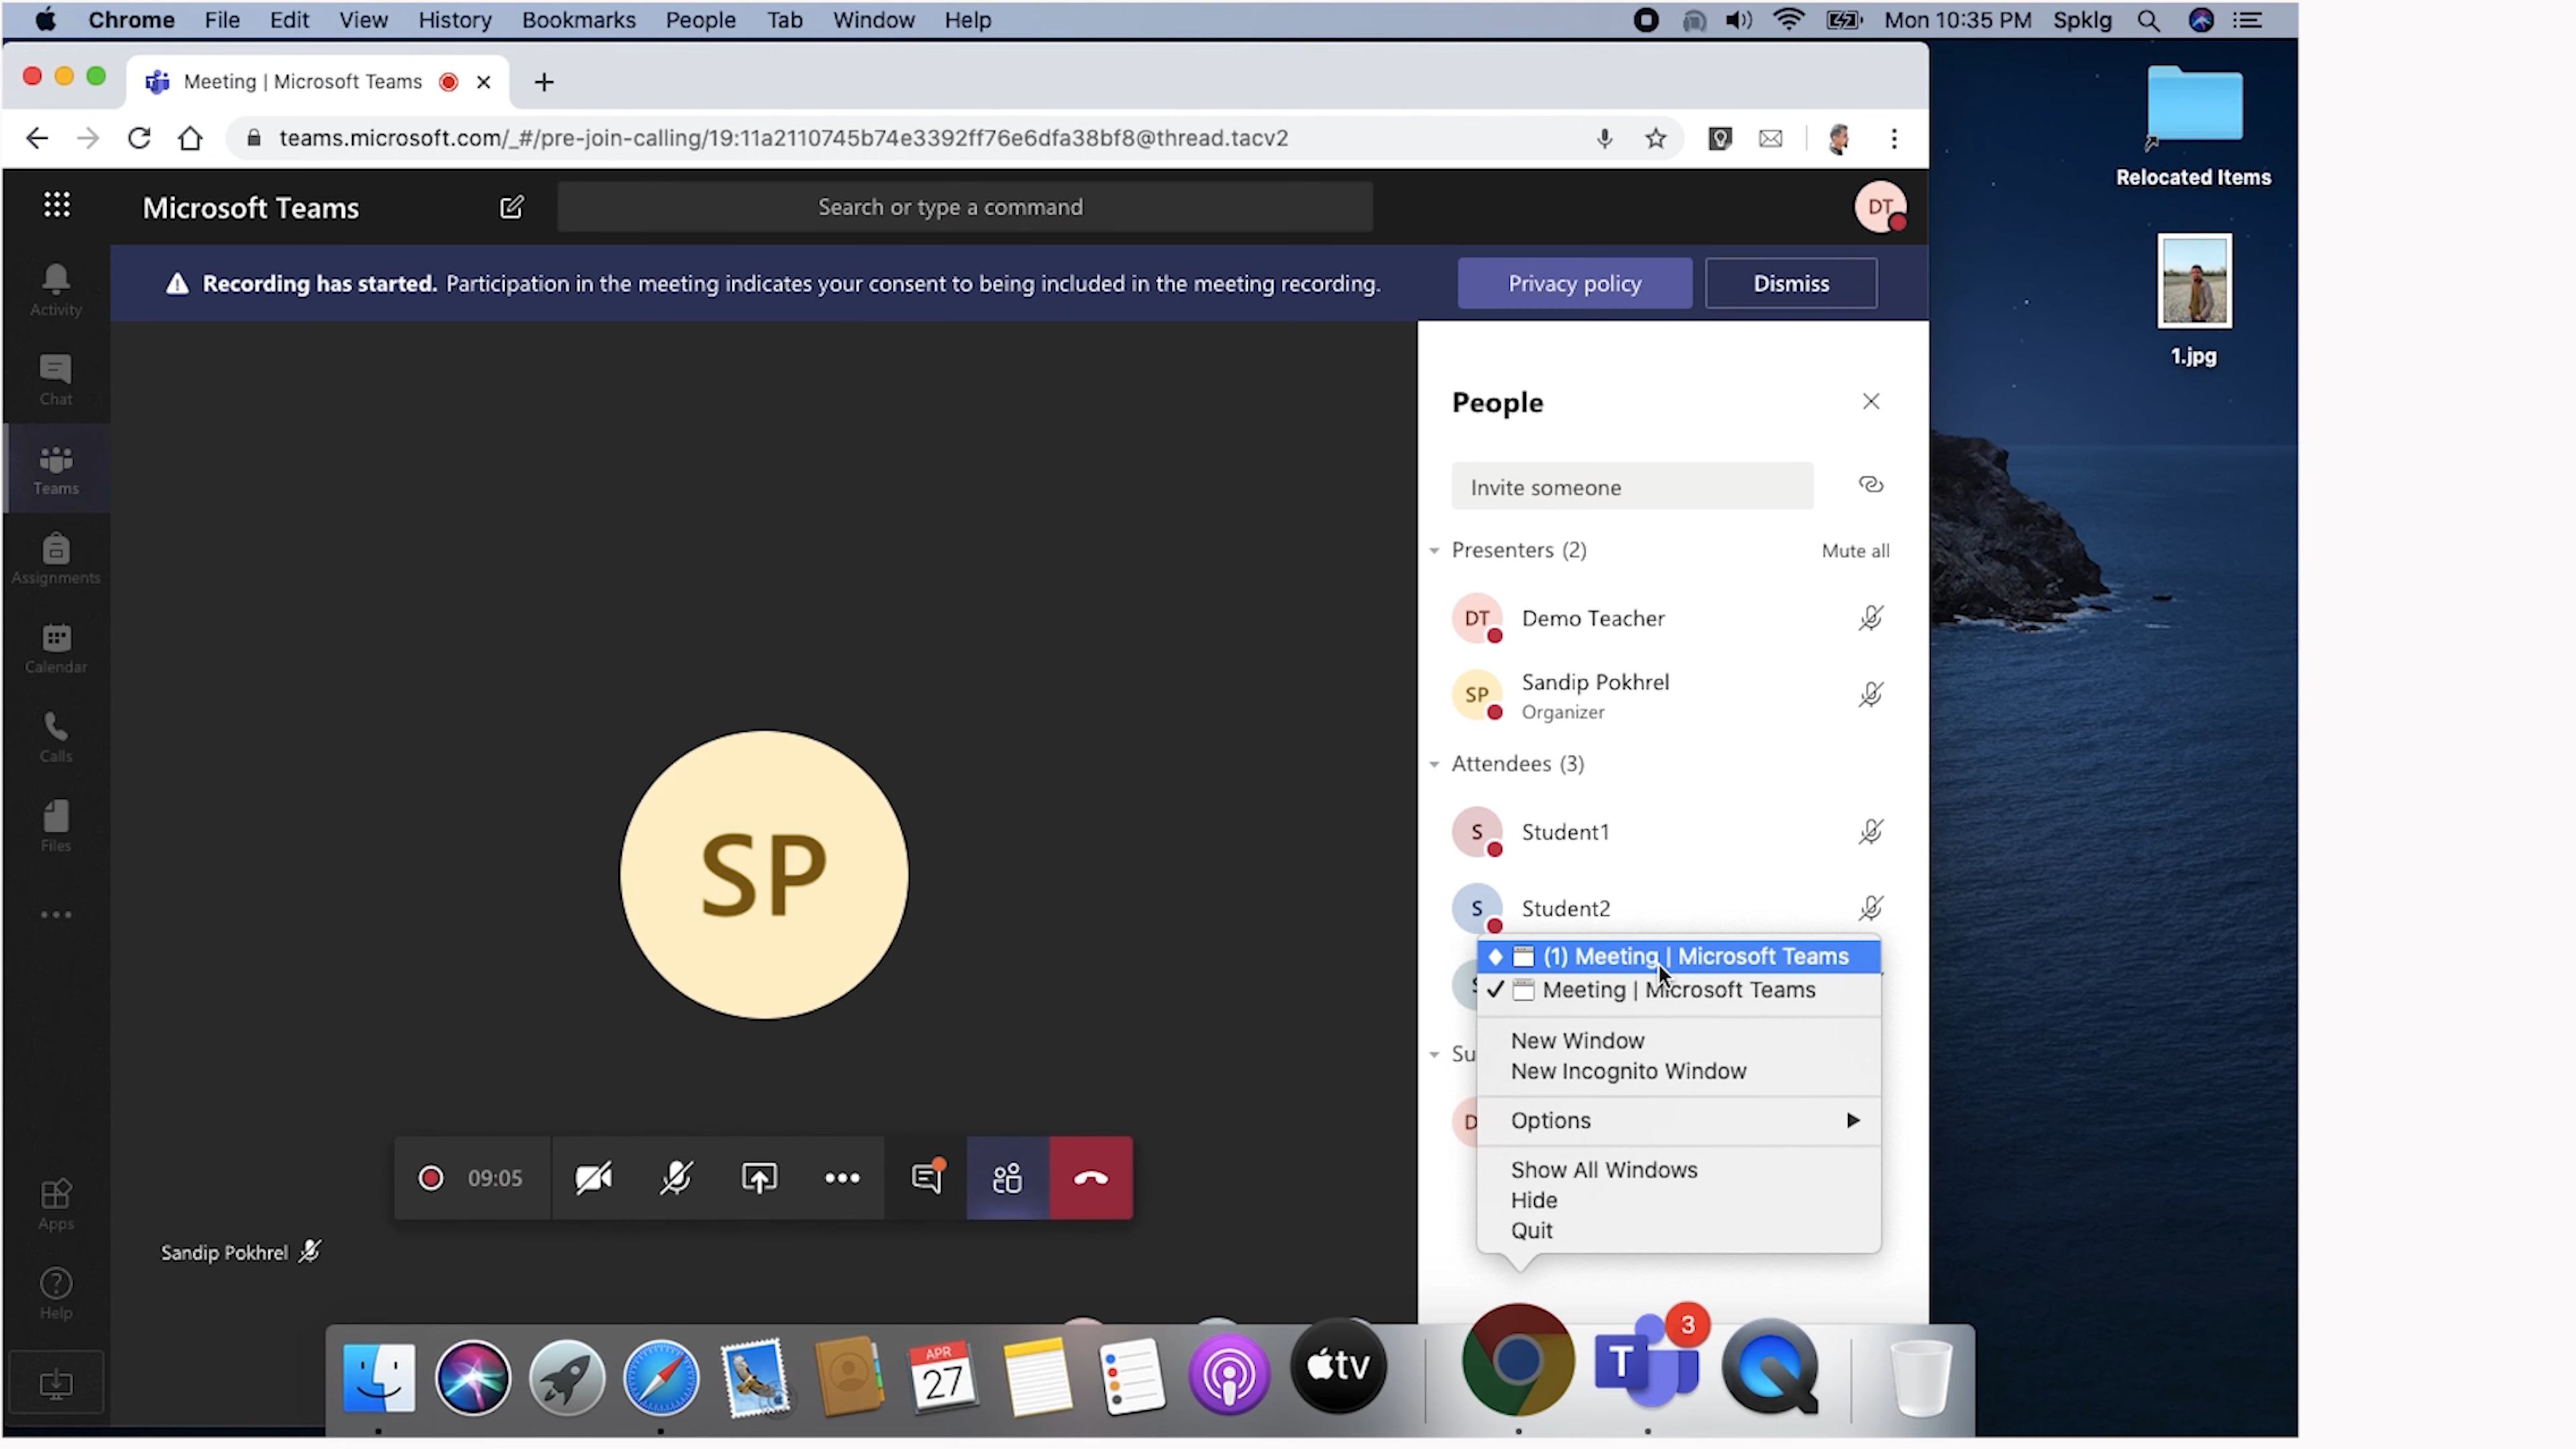 Chrome File Edit View History Bookmarks People Tab Window Help Mon 10:35 PM Spklg
Meeting | Microsoft Teams
teams.microsoft.com/_#/pre-join-calling/19:11a2110745b74e3392ff76e6dfa38bf8@thread.tacv2
Relocated Items
1.jpg
Microsoft Teams
Search or type a command
DT
Recording has started. Participation in the meeting indicates your consent to being included in the meeting recording.
Privacy policy
Dismiss
Activity
Chat
Teams
Assignments
Calendar
Calls
Files
Apps
Help
SP
09:05
Sandip Pokhrel
People
Invite someone
Presenters (2) Mute all
DT Demo Teacher
SP Sandip Pokhrel
Organizer
Attendees (3)
S Student1
S Student2
Su
D
(1) Meeting | Microsoft Teams
Meeting | Microsoft Teams
New Window
New Incognito Window
Options
Show All Windows
Hide
Quit
APR
27
tv
T
3